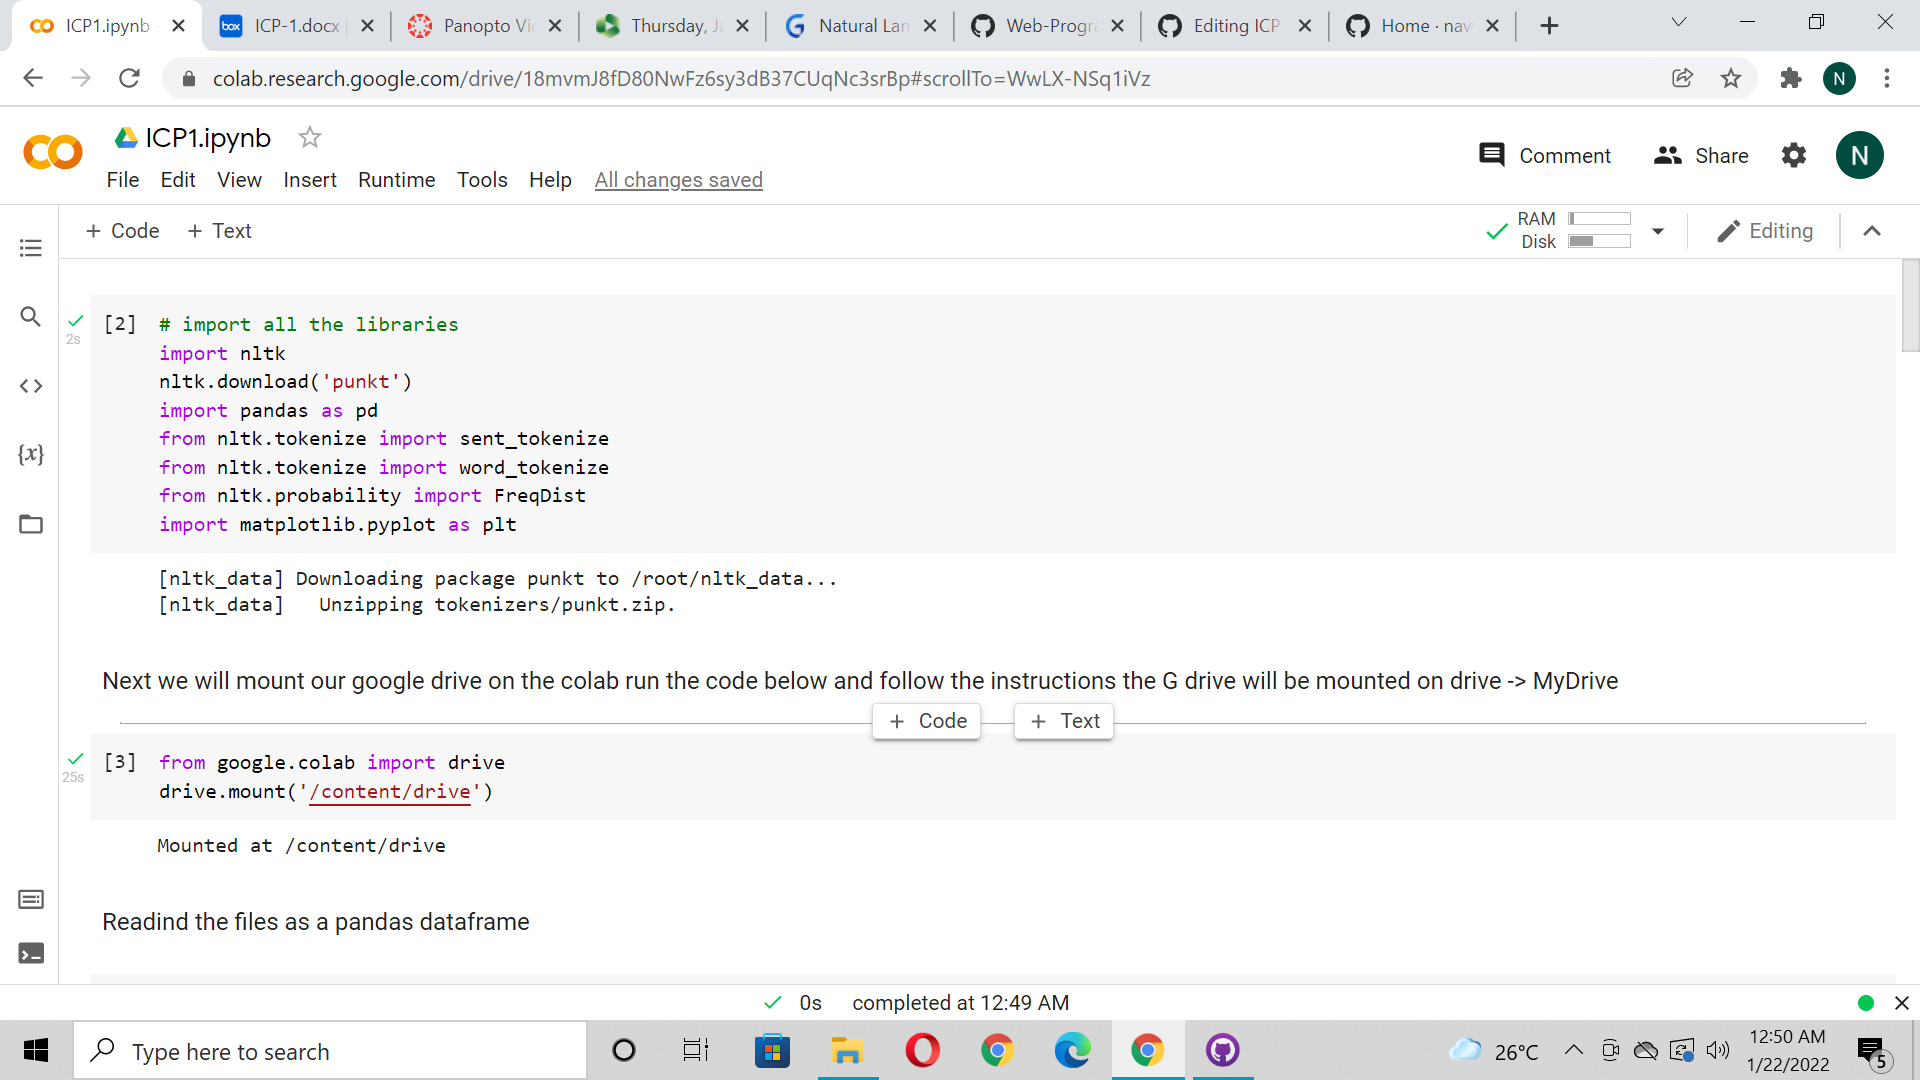 ICP1.ipynb
ICP-1.docx
Panopto Vi
Thursday, Ja
Natural Lan
Web-Progra
Editing ICP
Home · nav
colab.research.google.com/drive/18mvmJ8fD80NwFz6sy3dB37CUqNc3srBp#scrollTo=WwLX-NSq1iVz
N
ICP1.ipynb
Comment
Share
N
File Edit View Insert Runtime Tools Help All changes saved
+ Code + Text
RAM
Disk
Editing
[2] # import all the libraries
2s
import nltk
nltk.download('punkt')
import pandas as pd
from nltk.tokenize import sent_tokenize
from nltk.tokenize import word_tokenize
from nltk.probability import FreqDist
import matplotlib.pyplot as plt
[nltk_data] Downloading package punkt to /root/nltk_data...
[nltk_data]   Unzipping tokenizers/punkt.zip.
Next we will mount our google drive on the colab run the code below and follow the instructions the G drive will be mounted on drive -> MyDrive
+ Code + Text
[3] from google.colab import drive
25s
drive.mount('/content/drive')
Mounted at /content/drive
Readind the files as a pandas dataframe
0s completed at 12:49 AM
Type here to search
26°C
12:50 AM
1/22/2022
5